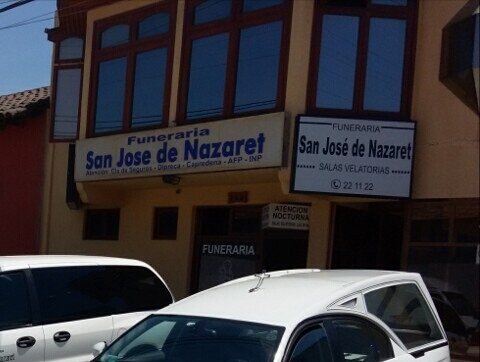 Funeraria
San Jose de Nazaret
Atención Cia de Seguros - Dipreca - Capredena - AFP - INP
FUNERARIA
San José de Nazaret
SALAS VELATORIAS
22 11 22
ATENCION
NOCTURNA
FUNERARIA